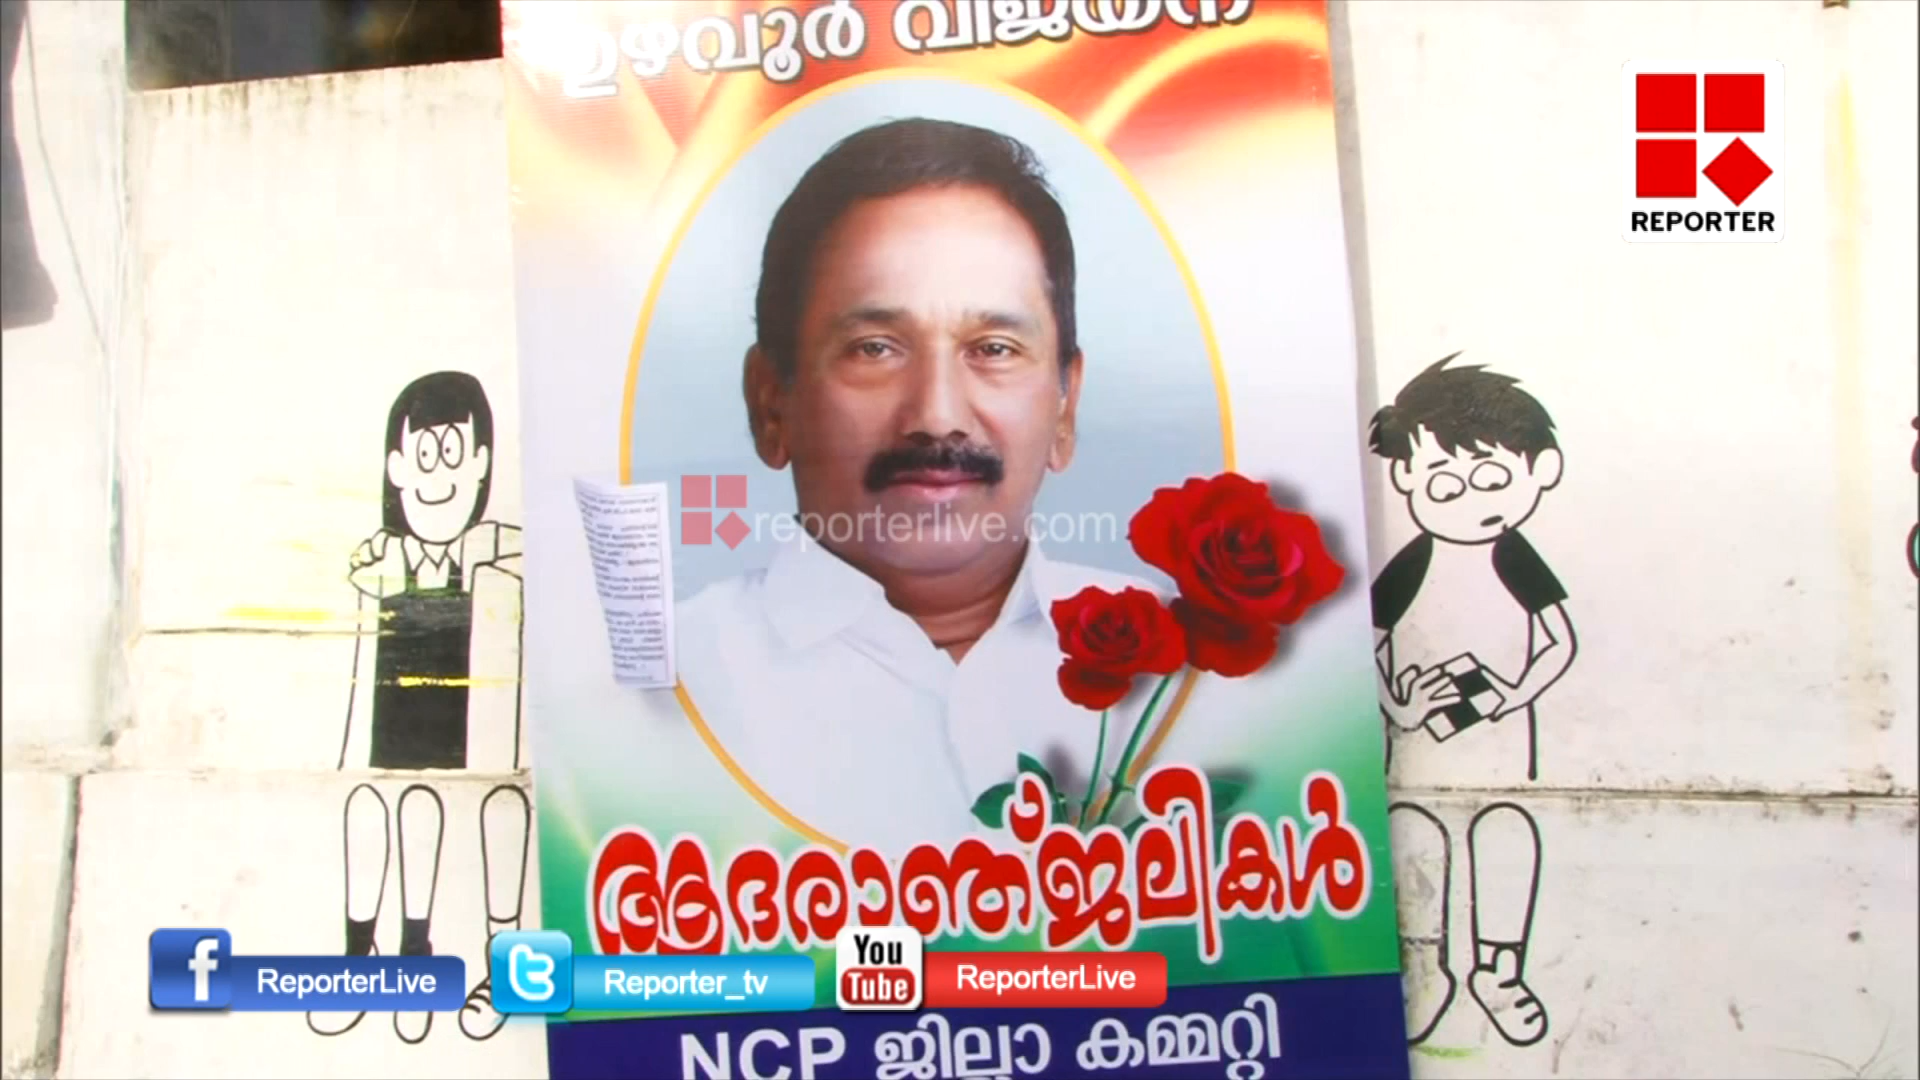 ഉഴവൂർ വിജയന്
REPORTER
reporterlive.com
ആദരാഞ്ജലികൾ
ReporterLive
Reporter_tv
You Tube
ReporterLive
NCP ജില്ലാ കമ്മറ്റി